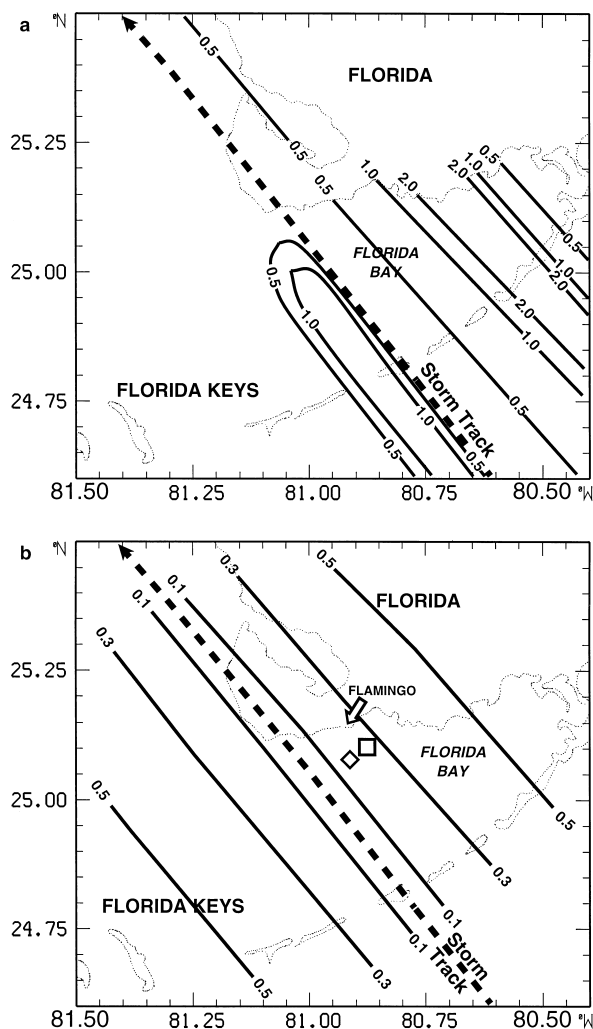 a
°N
FLORIDA
0.5
25.25
0.5
0.5
1.0
2.0
2.0
1.0
0.5
FLORIDA
BAY
0.5
1.0
2.0
25.00
0.5
1.0
2.0
1.0
FLORIDA KEYS
24.75
Storm Track
0.5
1.0
0.5
0.5
81.50
81.25
81.00
80.75
80.50
°W
b
°N
0.5
0.3
0.1
0.1
FLORIDA
0.3
25.25
FLAMINGO
FLORIDA
BAY
25.00
0.5
0.5
0.3
FLORIDA KEYS
0.1
24.75
0.1
Storm
Track
0.5
0.3
81.50
81.25
81.00
80.75
80.50
°W